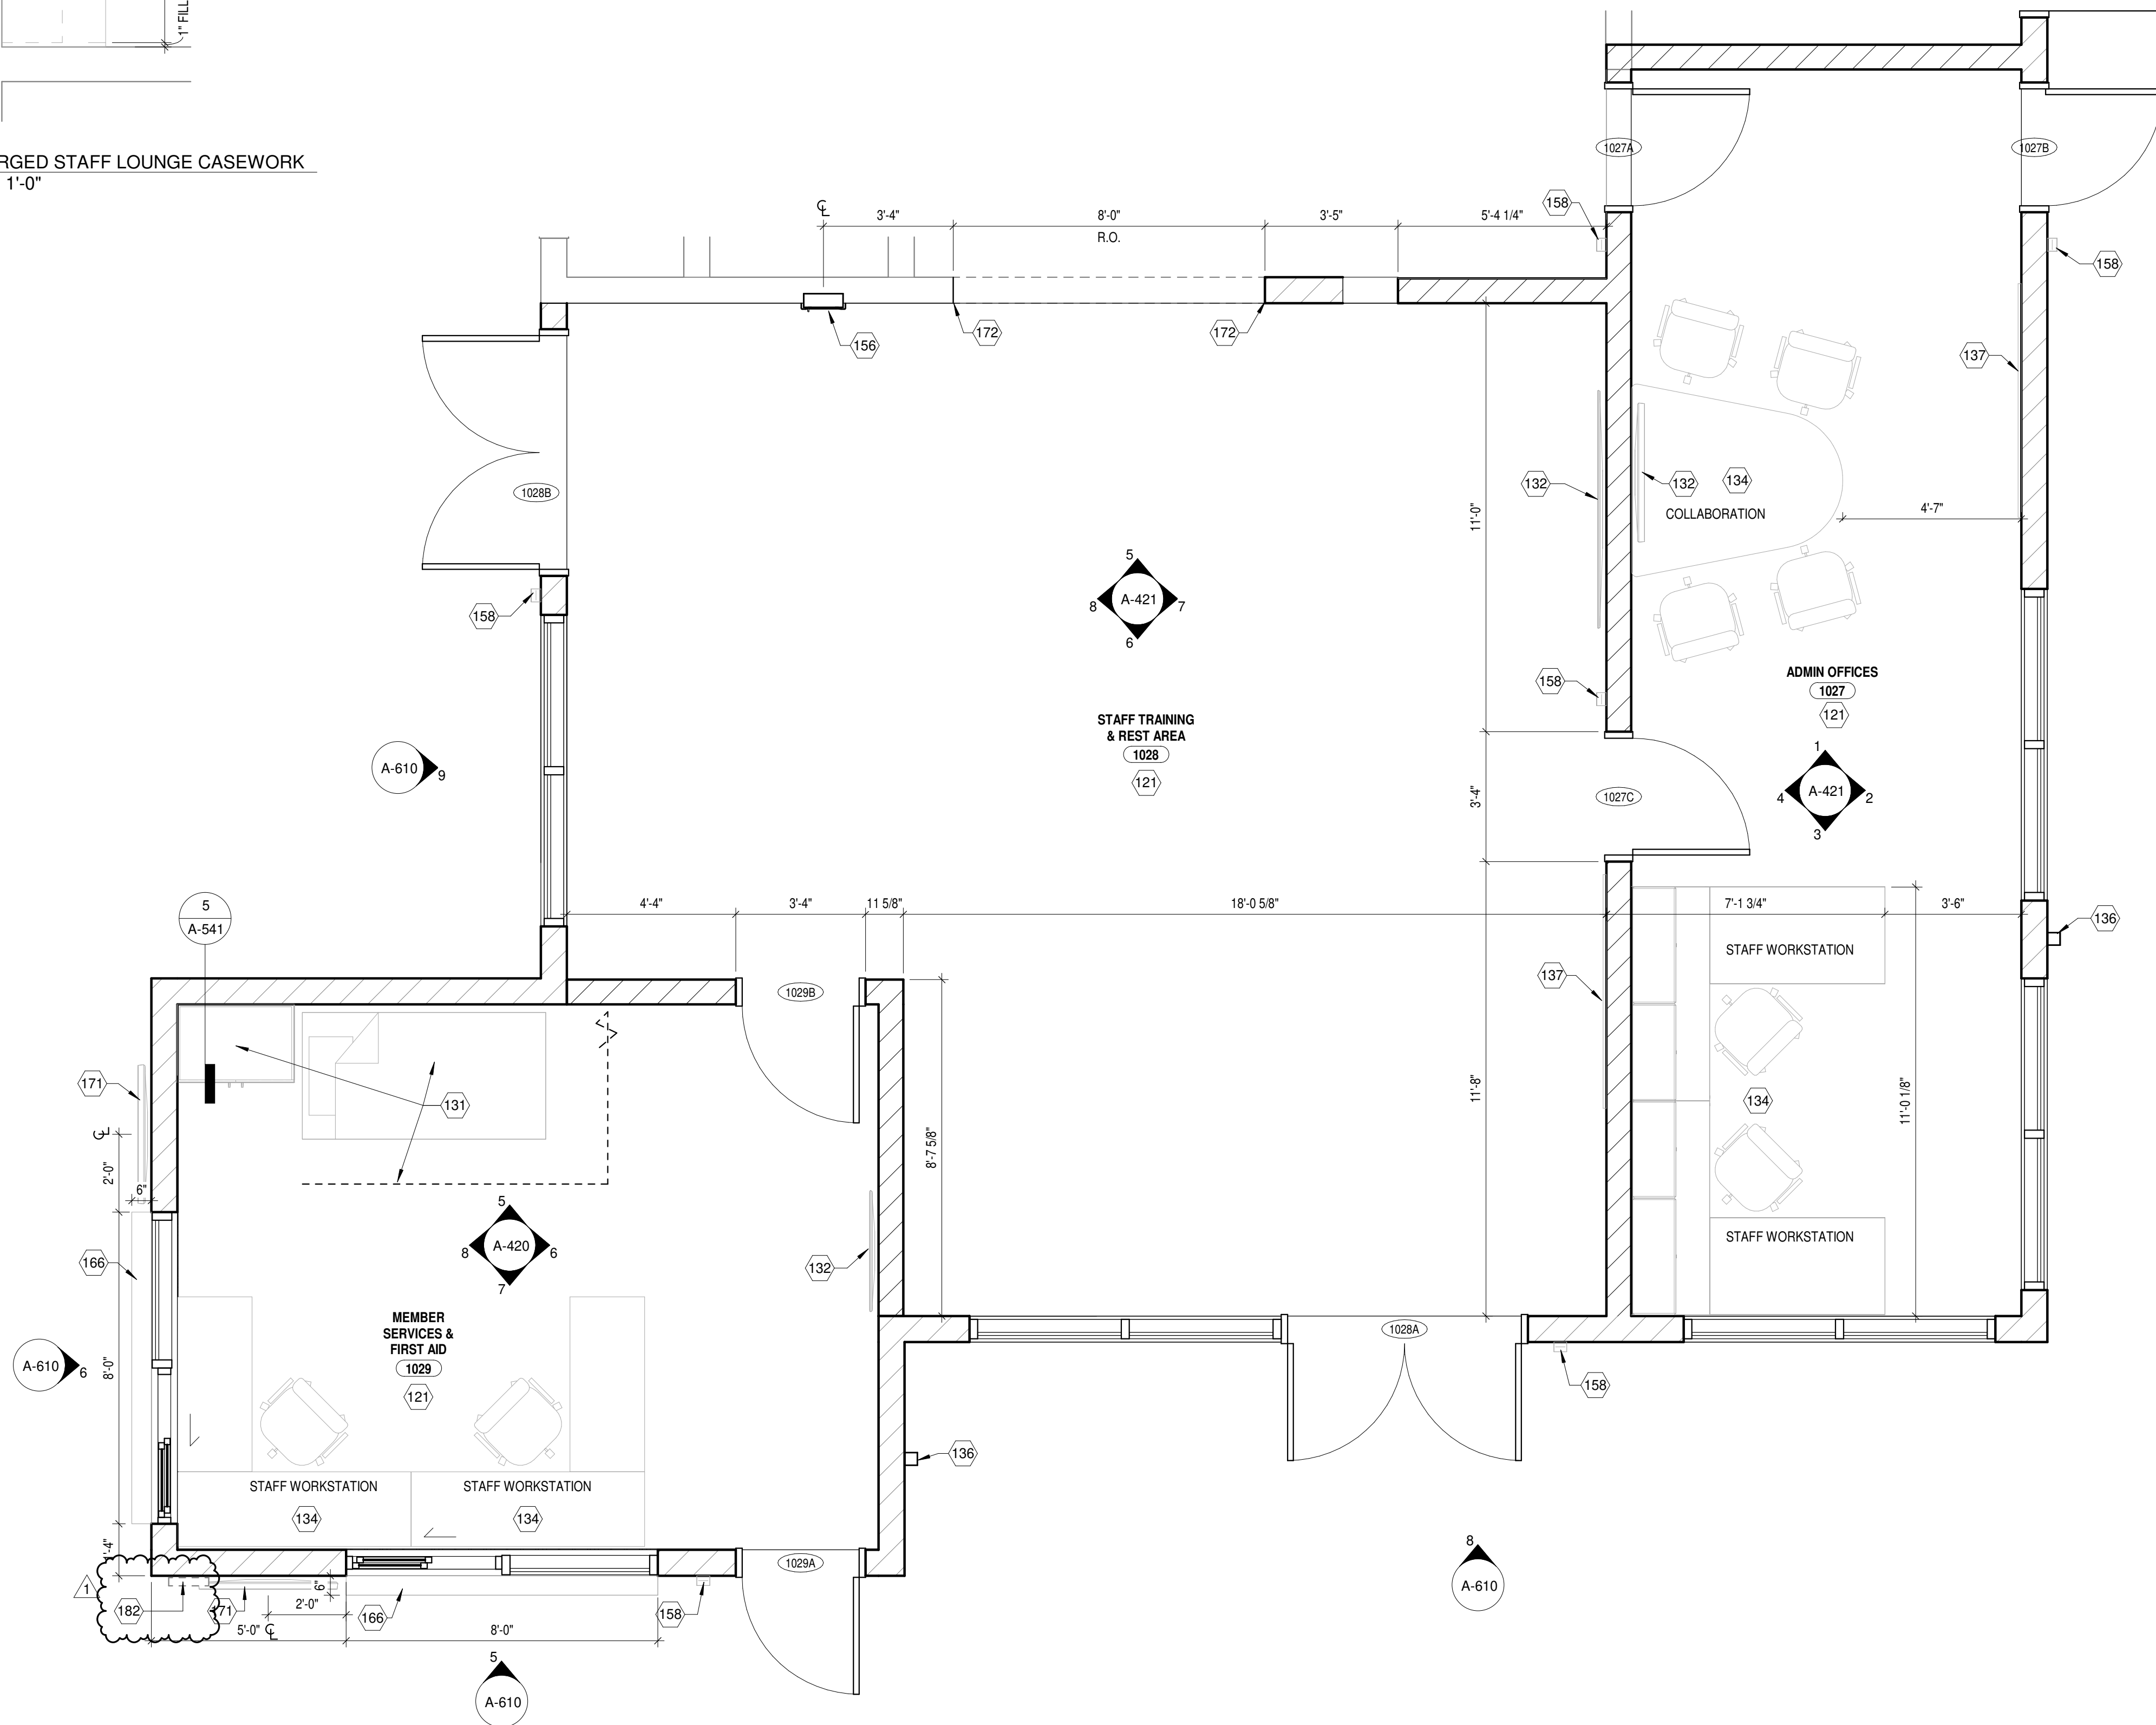 1" FILL
RGED STAFF LOUNGE CASEWORK
1'-0"
1027A
1027B
158
3'-4"
8'-0"
3'-5"
5'-4 1/4"
R.O.
158
156
172
172
137
132
132
134
COLLABORATION
4'-7"
11'-0"
1028B
5
8
A-421
7
6
158
158
ADMIN OFFICES
1027
121
STAFF TRAINING
& REST AREA
1028
121
A-610
9
3'-4"
1027C
1
4
A-421
2
3
5
A-541
4'-4"
3'-4"
11 5/8"
18'-0 5/8"
7'-1 3/4"
3'-6"
136
STAFF WORKSTATION
137
1029B
171
131
2'-0"
6"
8'-7 5/8"
11'-8"
134
11'-0 1/8"
5
8
A-420
6
7
166
132
STAFF WORKSTATION
MEMBER
SERVICES &
FIRST AID
1029
121
A-610
6
8'-0"
1028A
158
136
STAFF WORKSTATION
STAFF WORKSTATION
134
134
'-4"
1029A
1
182
171
6"
2'-0"
166
158
5'-0"
8'-0"
8
A-610
5
A-610